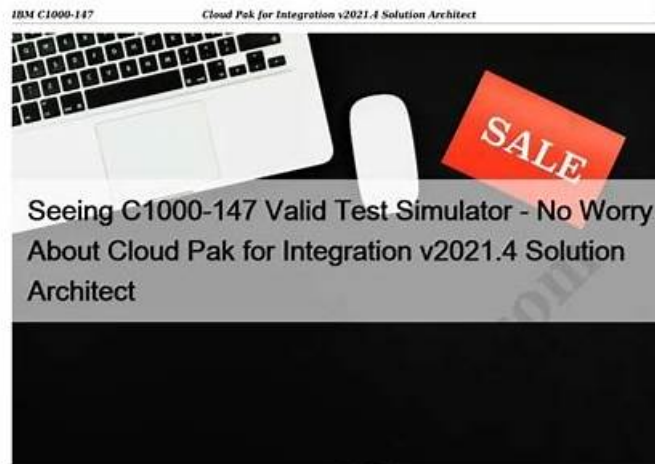 IBM C1000-147 Cloud Pak for Integration v2021.4 Solution Architect
SALE
Seeing C1000-147 Valid Test Simulator - No Worry
About Cloud Pak for Integration v2021.4 Solution
Architect